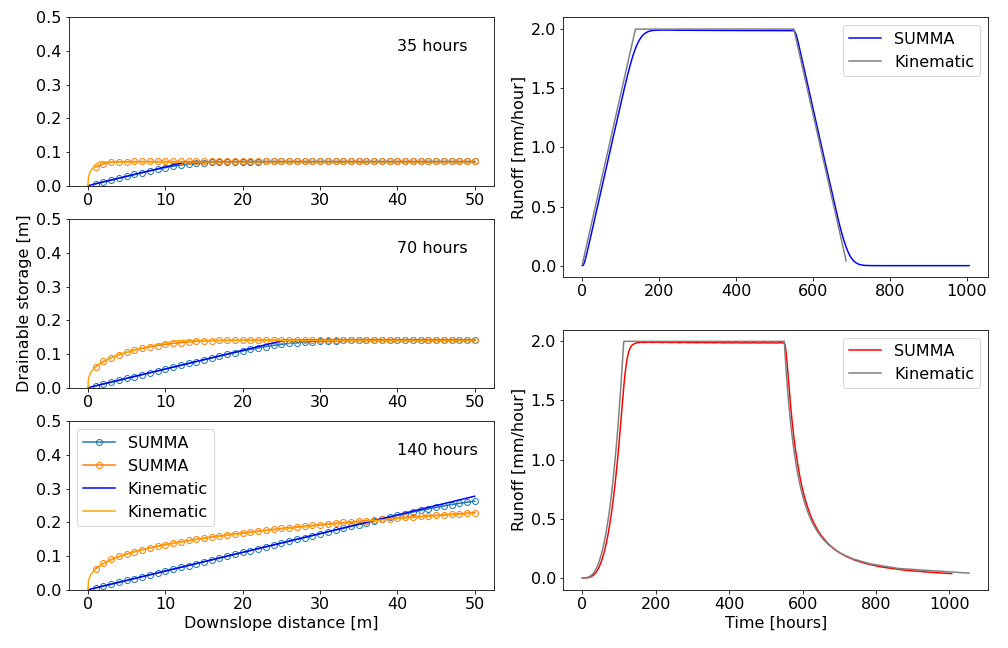 0.5
0.4
0.3
0.2
0.1
0.0
35 hours
0 10 20 30 40 50
0.5
0.4
0.3
0.2
0.1
0.0
70 hours
0 10 20 30 40 50
Drainable storage [m]
0.5
0.4
0.3
0.2
0.1
0.0
140 hours
SUMMA
SUMMA
Kinematic
Kinematic
0 10 20 30 40 50
Downslope distance [m]
Runoff [mm/hour]
2.0
1.5
1.0
0.5
0.0
SUMMA
Kinematic
0 200 400 600 800 1000
Runoff [mm/hour]
2.0
1.5
1.0
0.5
0.0
SUMMA
Kinematic
0 200 400 600 800 1000
Time [hours]